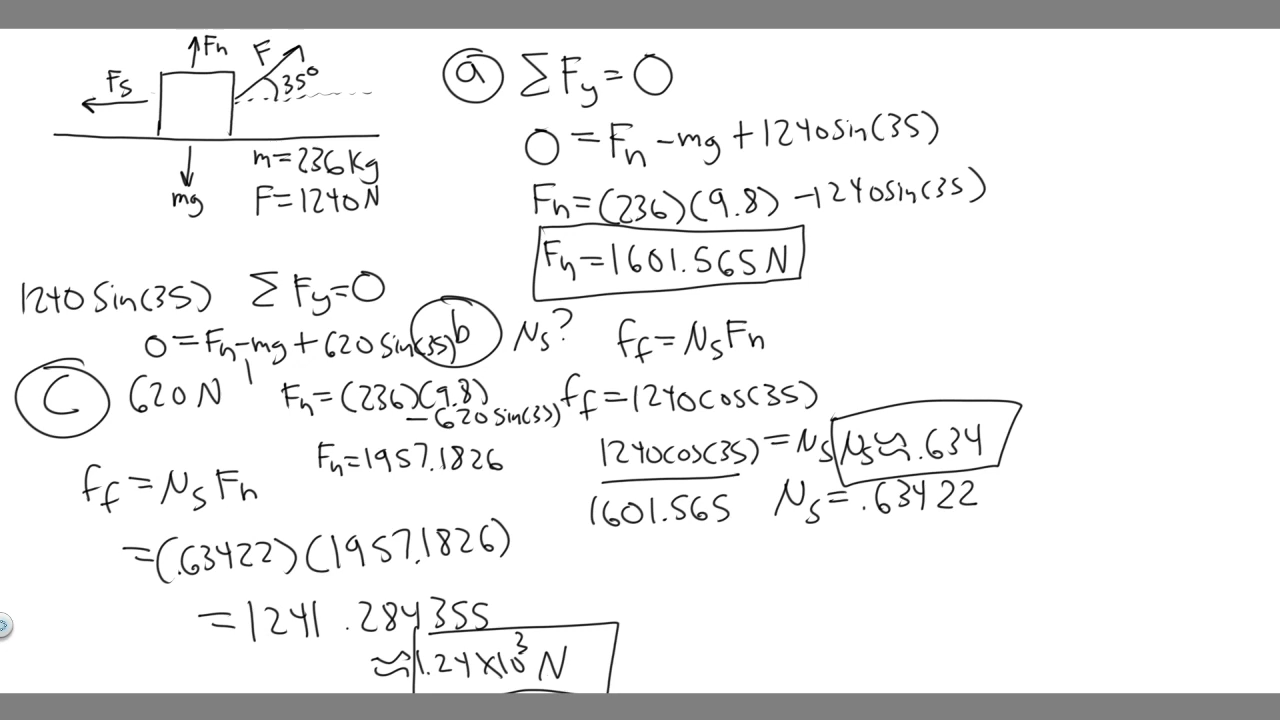 Fn
F
Fs
35°
m=236kg
F=1240N
mg
ⓐ ΣFy=0
0=Fn-mg+1240sin(35)
Fn=(236)(9.8)-1240sin(35)
Fn=1601.565N
1240sin(35) ΣFy=0
0=Fn-mg+620sin(35)
Fn=(236)(9.8)
-620sin(35)
Fn=1957.1826
b Ns? ff=NsFn
ff=1240cos(35)
1240cos(35)=Ns
1601.565
Ns≈.634
Ns=.63422
C 620N
ff=NsFn
=(.63422)(1957.1826)
=1241.284355
≈1.24×10³N